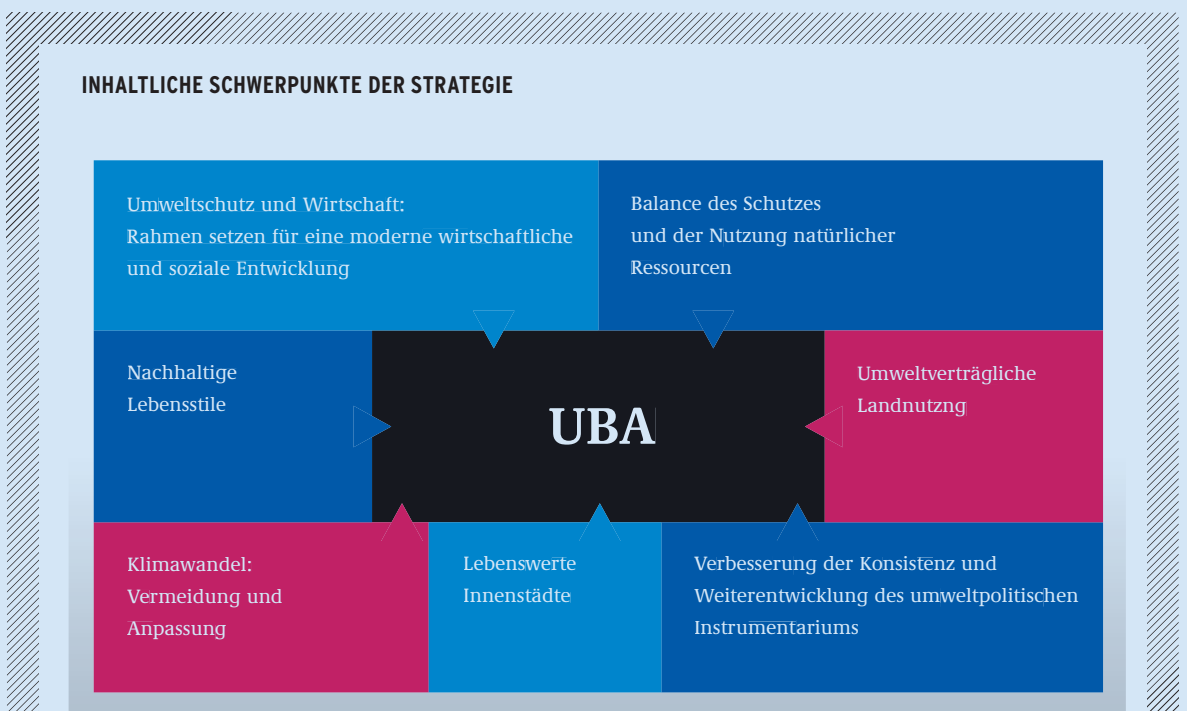 INHALTLICHE SCHWERPUNKTE DER STRATEGIE
Umweltschutz und Wirtschaft:
Rahmen setzen für eine moderne wirtschaftliche
und soziale Entwicklung
Balance des Schutzes
und der Nutzung natürlicher
Ressourcen
Nachhaltige
Lebensstile
UBA
Umweltverträgliche
Landnutzng
Klimawandel:
Vermeidung und
Anpassung
Lebenswerte
Innenstädte
Verbesserung der Konsistenz und
Weiterentwicklung des umweltpolitischen
Instrumentariums